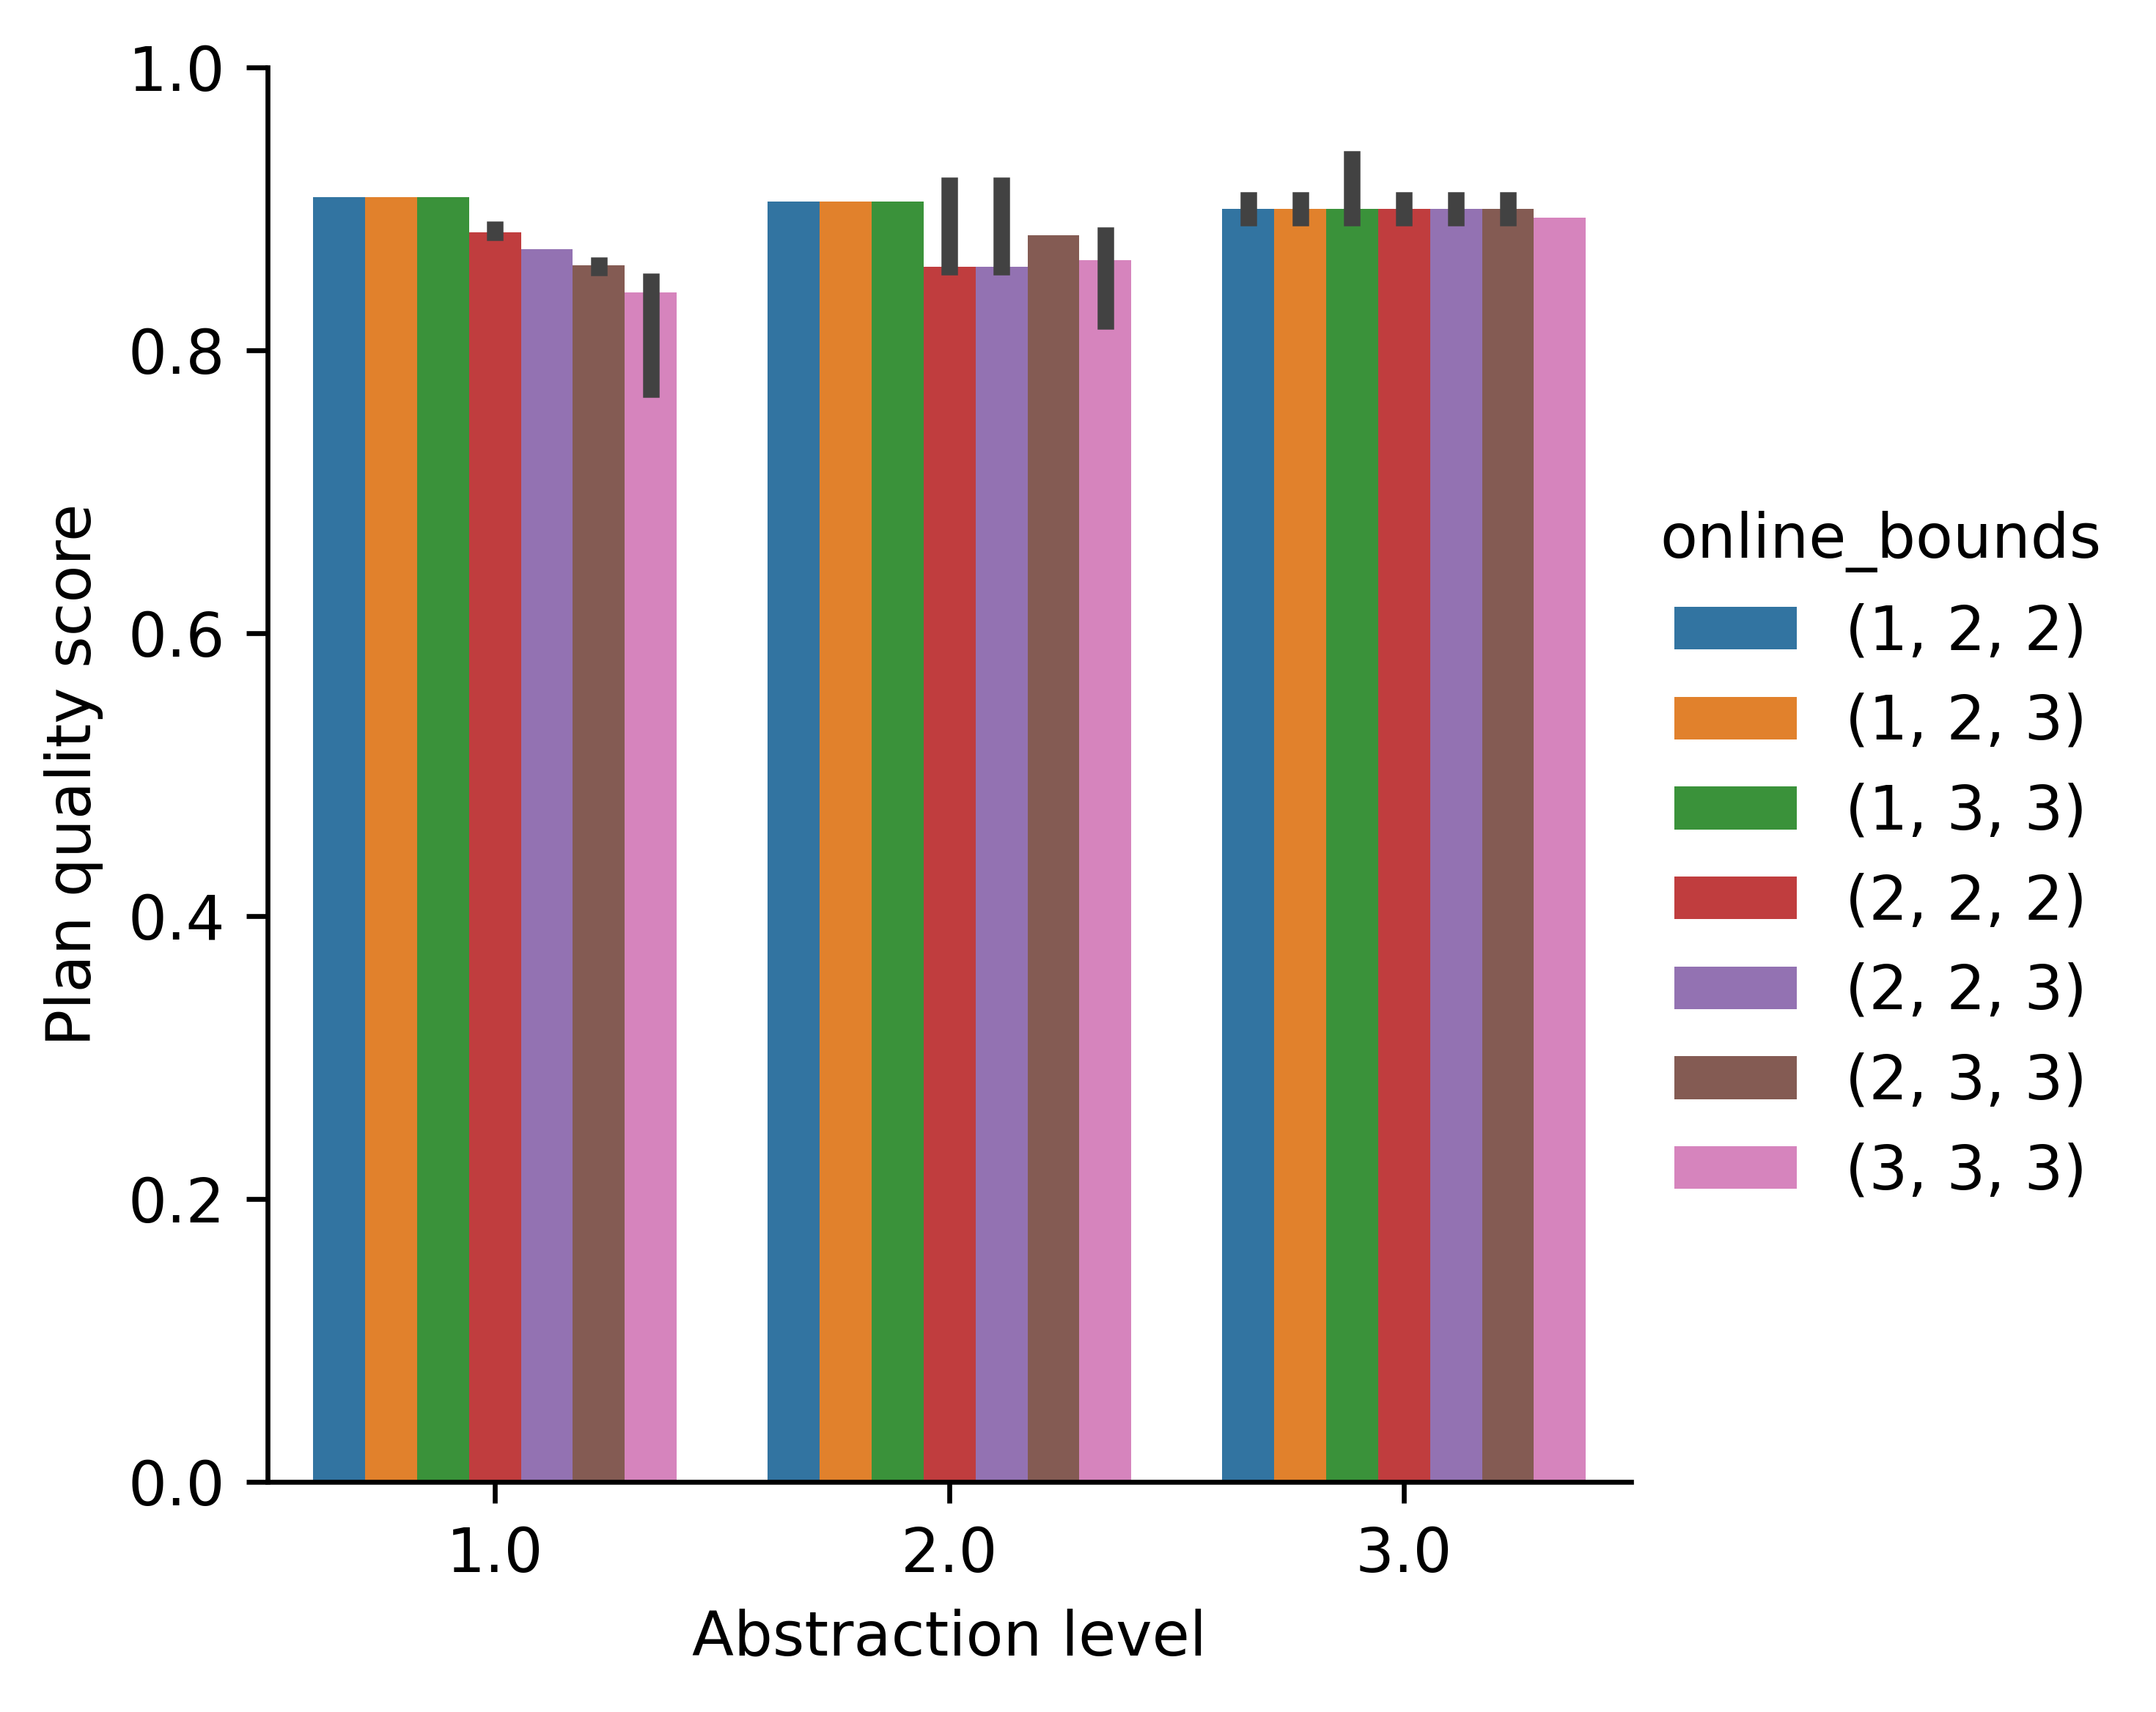 1.0
0.8
0.6
0.4
0.2
0.0
Plan quality score
1.0 2.0 3.0
Abstraction level
online_bounds
(1, 2, 2)
(1, 2, 3)
(1, 3, 3)
(2, 2, 2)
(2, 2, 3)
(2, 3, 3)
(3, 3, 3)